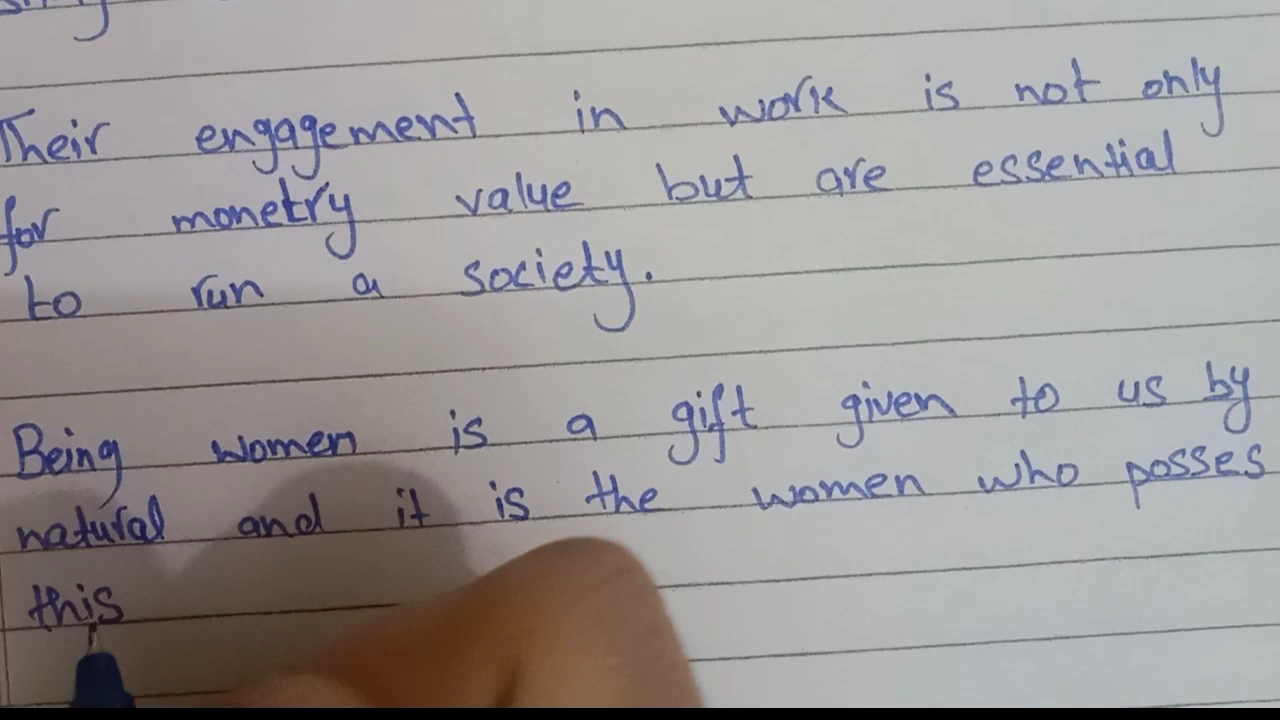 Their engagement in work is not only
for monetry value but are essential
to run a society.
Being women is a gift given to us by
natural and it is the women who posses
this